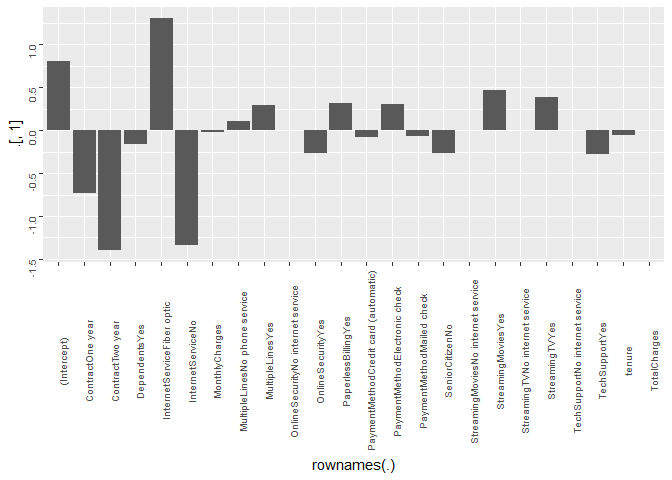 .[, 1]
1.0
0.5
0.0
-0.5
-1.0
-1.5
(Intercept)
ContractOne year
ContractTwo year
DependentsYes
InternetServiceFiber optic
InternetServiceNo
MonthlyCharges
MultipleLinesNo phone service
MultipleLinesYes
OnlineSecurityNo internet service
OnlineSecurityYes
PaperlessBillingYes
PaymentMethodCredit card (automatic)
PaymentMethodElectronic check
PaymentMethodMailed check
SeniorCitizenNo
StreamingMoviesNo internet service
StreamingMoviesYes
StreamingTVNo internet service
StreamingTVYes
TechSupportNo internet service
TechSupportYes
tenure
TotalCharges
rownames(.)